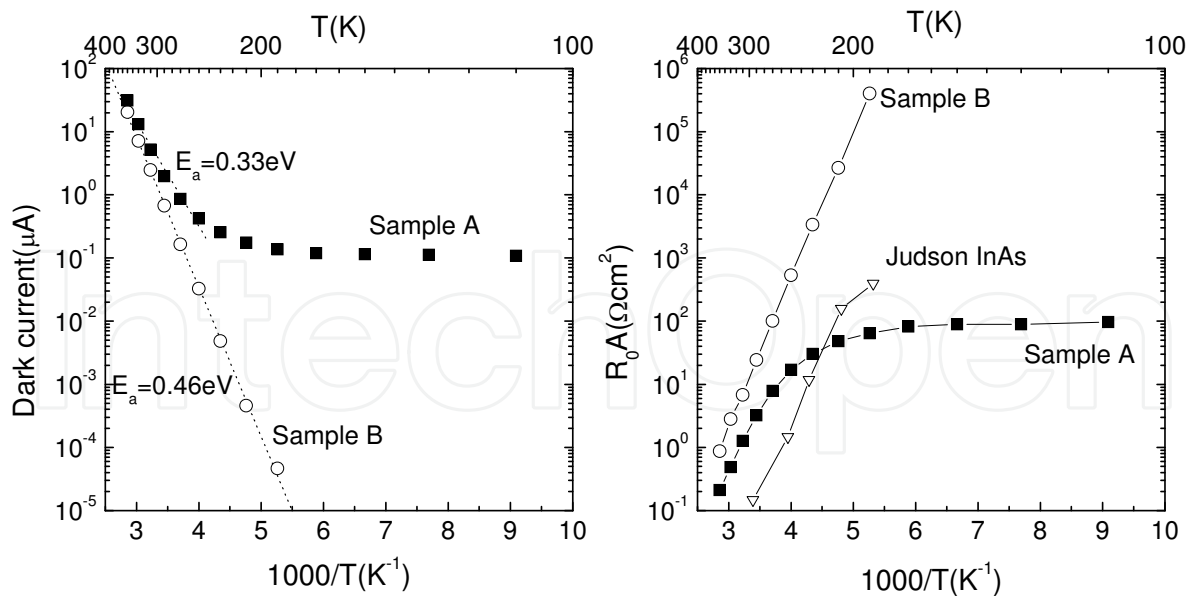 T(K)
400 300 200 100
10^2
10^1
10^0
10^-1
10^-2
10^-3
10^-4
10^-5
Dark current(μA)
E_a=0.33eV
Sample A
E_a=0.46eV
Sample B
3 4 5 6 7 8 9 10
1000/T(K^-1)
T(K)
400 300 200 100
10^6
10^5
10^4
10^3
10^2
10^1
10^0
10^-1
R_0A(Ωcm^2)
Sample B
Judson InAs
Sample A
3 4 5 6 7 8 9 10
1000/T(K^-1)
IntechOpen